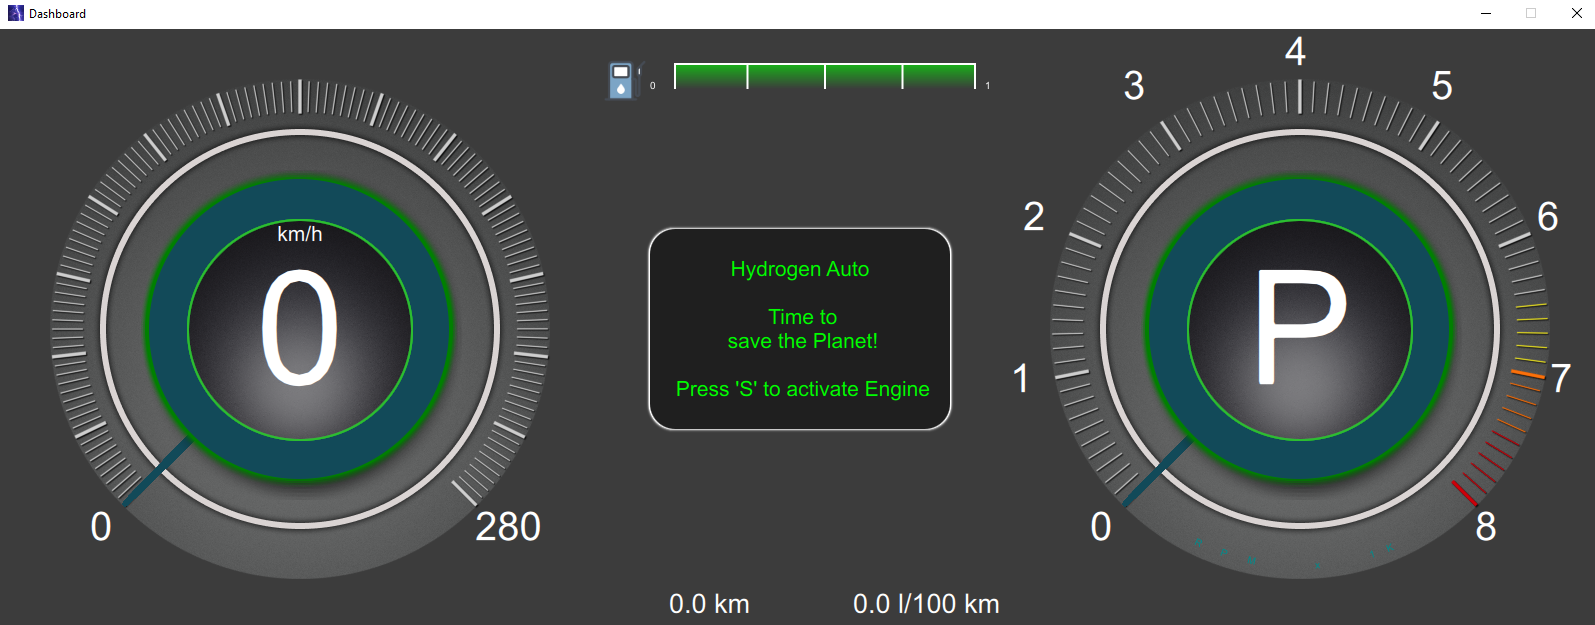 Dashboard
0
1
km/h
0
0
280
Hydrogen Auto
Time to
save the Planet!
Press 'S' to activate Engine
0.0 km
0.0 l/100 km
P
0
1
2
3
4
5
6
7
8